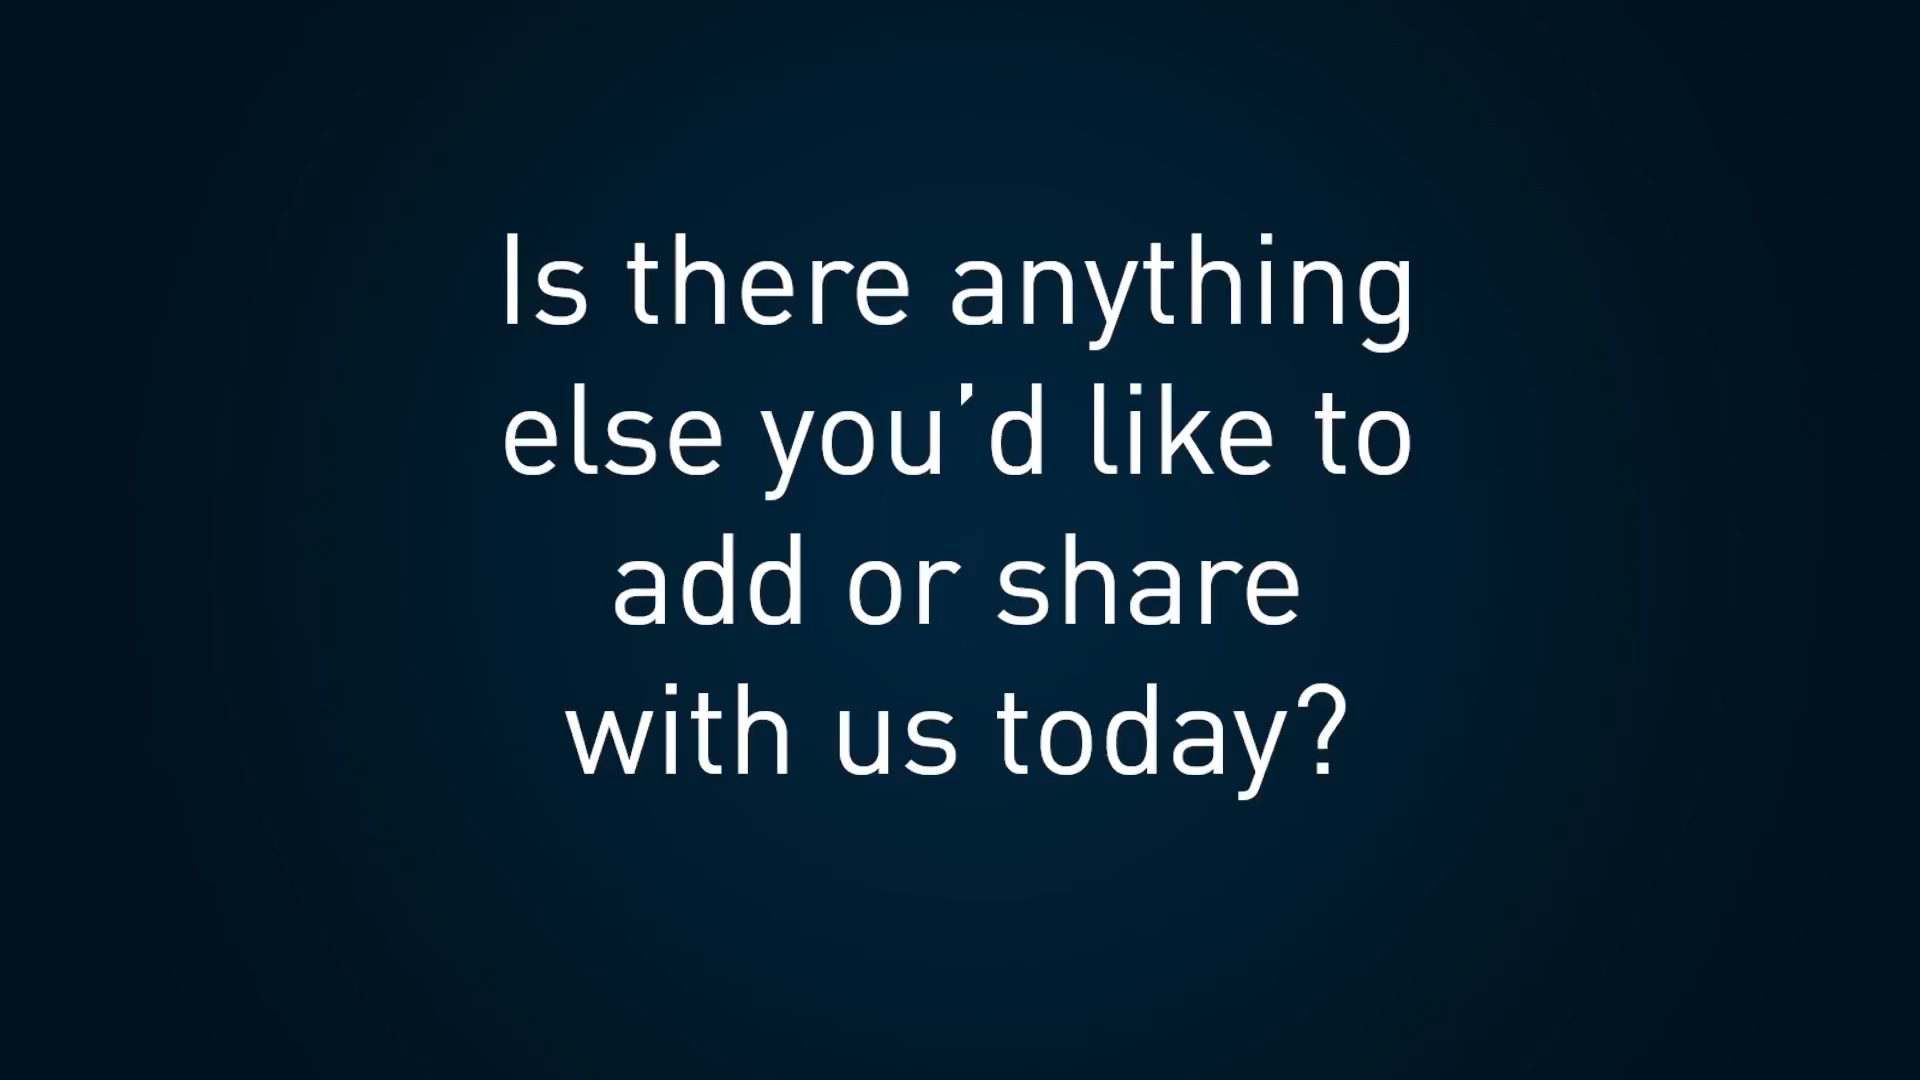 Is there anything
else you’d like to
add or share
with us today?